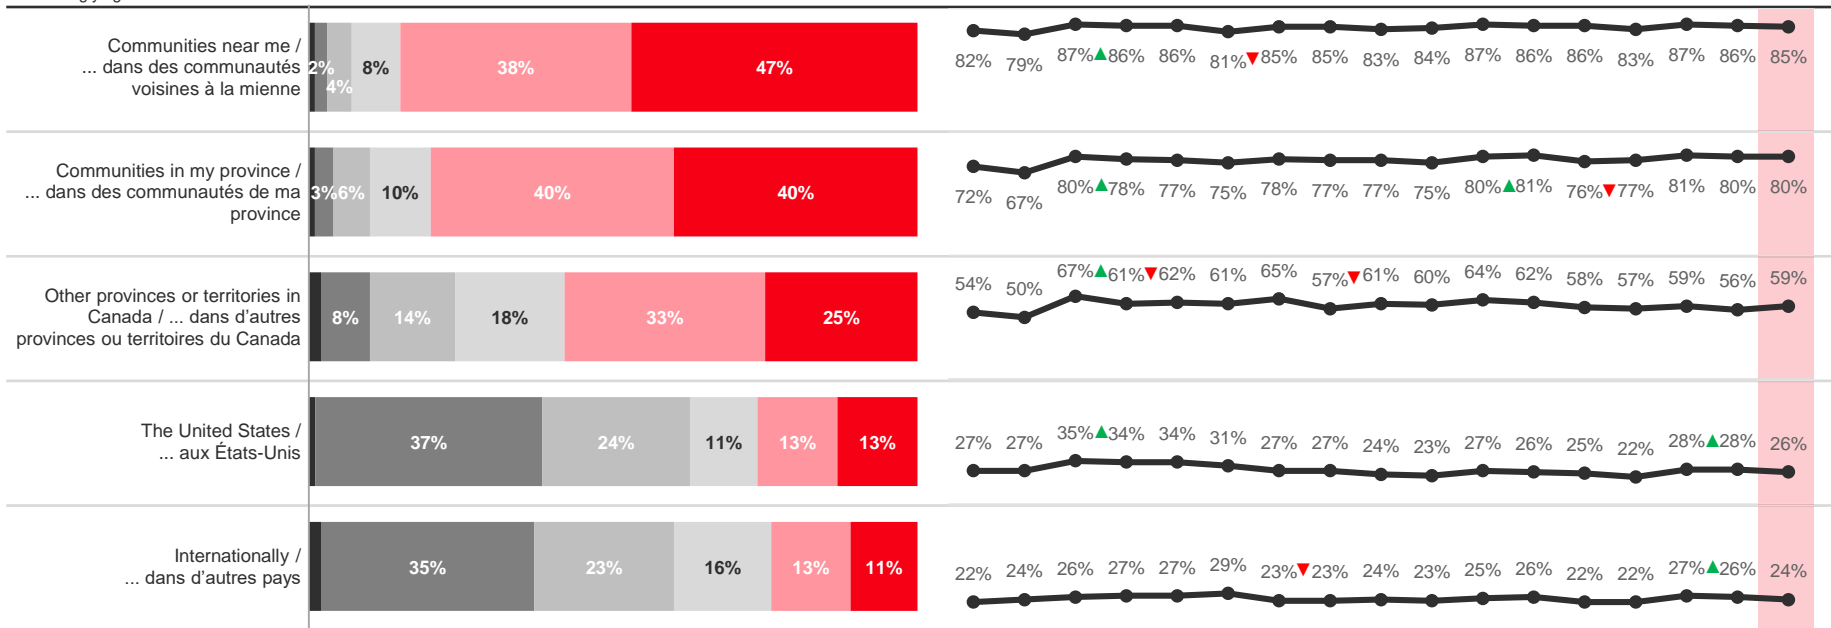 Communities near me /
... dans des communautés
voisines à la mienne
2% 4% 8% 38% 47%
82% 79% 87% 86% 86% 81% 85% 85% 83% 84% 87% 86% 86% 83% 87% 86% 85%
Communities in my province /
... dans des communautés de ma
province
3% 6% 10% 40% 40%
72% 67% 80% 78% 77% 75% 78% 77% 77% 75% 80% 81% 76% 77% 81% 80% 80%
Other provinces or territories in
Canada / ... dans d'autres
provinces ou territoires du Canada
8% 14% 18% 33% 25%
54% 50% 67% 61% 62% 61% 65% 57% 61% 60% 64% 62% 58% 57% 59% 56% 59%
The United States /
... aux États-Unis
37% 24% 11% 13% 13%
27% 27% 35% 34% 34% 31% 27% 27% 24% 23% 27% 26% 25% 22% 28% 28% 26%
Internationally /
... dans d'autres pays
35% 23% 16% 13% 11%
22% 24% 26% 27% 27% 29% 23% 23% 24% 23% 25% 26% 22% 22% 27% 26% 24%